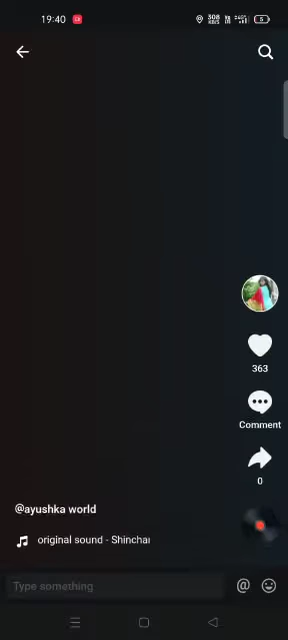 19:40
363
Comment
0
@ayushka world
original sound - Shinchan
Type something